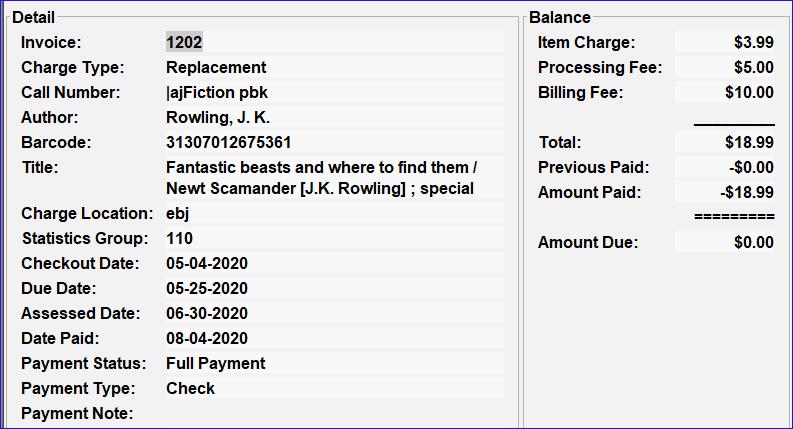 Detail
Invoice: 1202
Charge Type: Replacement
Call Number: |ajFiction pbk
Author: Rowling, J. K.
Barcode: 31307012675361
Title: Fantastic beasts and where to find them /
Newt Scamander [J.K. Rowling] ; special
Charge Location: ebj
Statistics Group: 110
Checkout Date: 05-04-2020
Due Date: 05-25-2020
Assessed Date: 06-30-2020
Date Paid: 08-04-2020
Payment Status: Full Payment
Payment Type: Check
Payment Note:
Balance
Item Charge: $3.99
Processing Fee: $5.00
Billing Fee: $10.00
_________
Total: $18.99
Previous Paid: -$0.00
Amount Paid: -$18.99
=========
Amount Due: $0.00